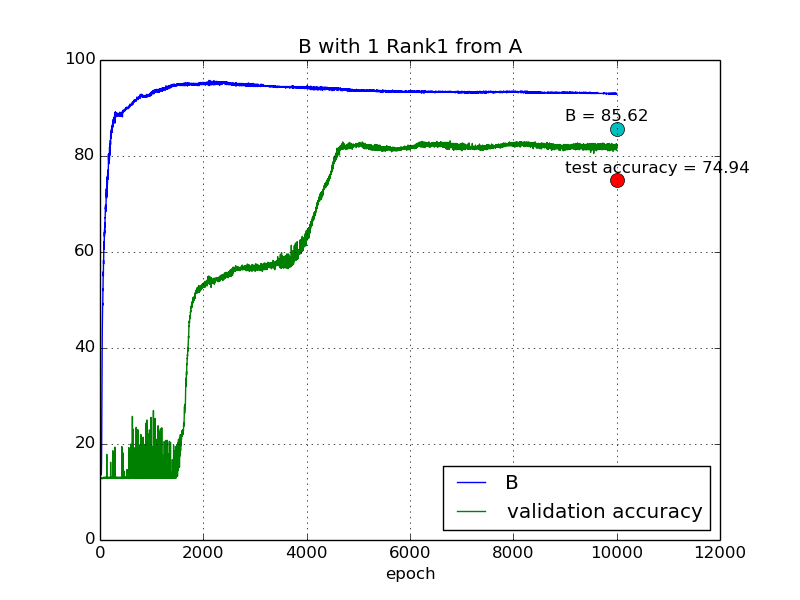 B with 1 Rank1 from A
100
80
60
40
20
0
B = 85.62
test accuracy = 74.94
B
validation accuracy
0 2000 4000 6000 8000 10000 12000
epoch